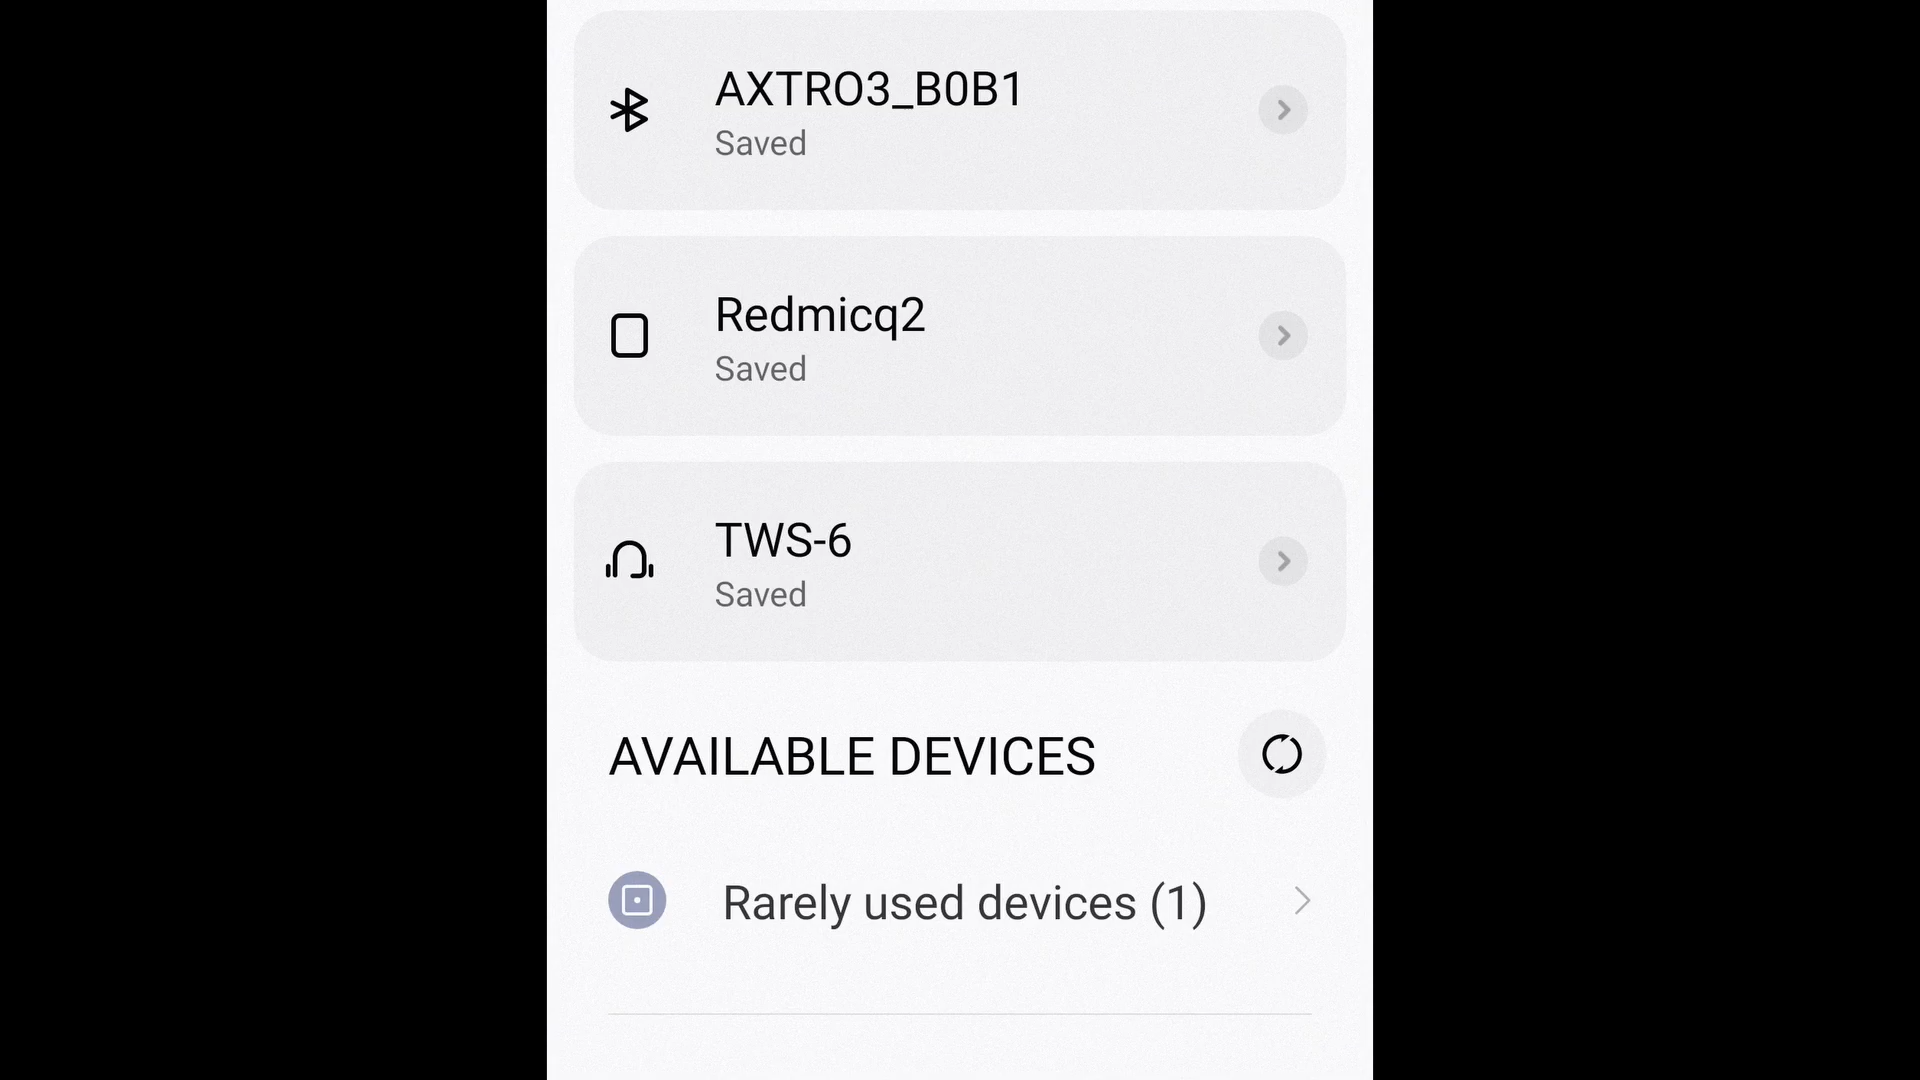 AXTRO3_B0B1
Saved
Redmicq2
Saved
TWS-6
Saved
AVAILABLE DEVICES
Rarely used devices (1)